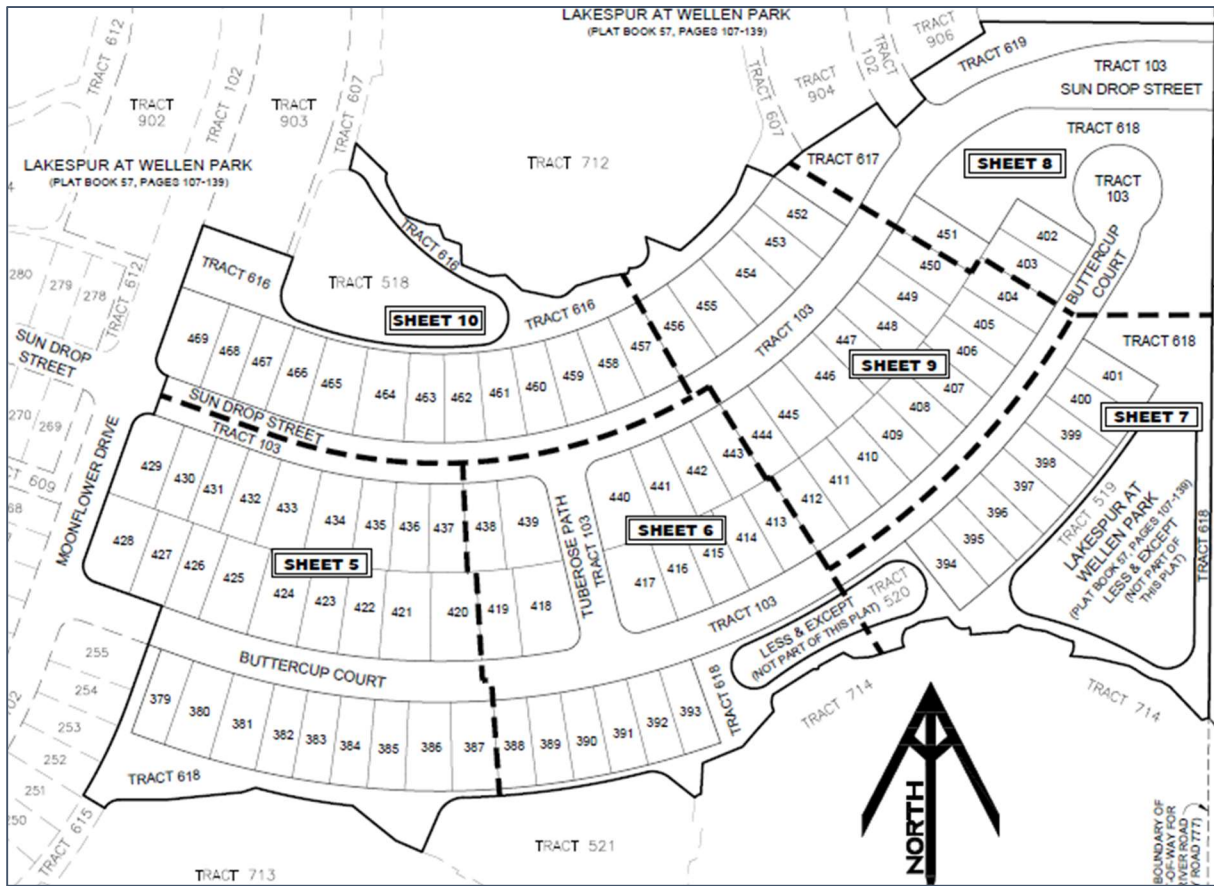 LAKESPUR AT WELLEN PARK
(PLAT BOOK 57, PAGES 107-139)
TRACT 612
TRACT 102
TRACT 607
TRACT
902
TRACT
903
LAKESPUR AT WELLEN PARK
(PLAT BOOK 57, PAGES 107-139)
TRACT 712
TRACT 607
TRACT
904
TRACT
102
TRACT
906
TRACT 619
TRACT 103
SUN DROP STREET
TRACT 618
SHEET 8
TRACT
103
TRACT 617
BUTTERCUP
COURT
TRACT 616
TRACT 616
TRACT 518
SHEET 10
TRACT 616
TRACT 612
280
279
278
SUN DROP
STREET
270
269
609
68
MOONFLOWER DRIVE
469
468
467
466
465
464
463
462
461
460
459
458
457
456
455
454
453
452
451
450
449
448
447
446
445
444
402
403
404
405
406
407
408
409
410
411
412
SHEET 9
TRACT 103
SUN DROP STREET
TRACT 103
429
430
431
432
433
434
435
436
437
438
439
428
427
426
425
424
423
422
421
420
419
418
SHEET 5
TUBEROSE PATH
TRACT 103
440
441
442
443
SHEET 6
417
416
415
414
413
TRACT 103
TRACT 618
401
400
399
398
397
396
395
394
SHEET 7
TRACT 519
LAKESPUR AT
WELLEN PARK
(PLAT BOOK 57, PAGES 107-139)
LESS & EXCEPT
(NOT PART OF
THIS PLAT)
TRACT 618
LESS & EXCEPT
(NOT PART OF THIS PLAT)
TRACT
520
BUTTERCUP COURT
379
380
381
382
383
384
385
386
387
388
389
390
391
392
393
TRACT 618
TRACT 618
255
254
253
252
251
250
TRACT 615
TRACT 713
TRACT 521
TRACT 714
TRACT 714
NORTH
BOUNDARY OF
-OF-WAY FOR
IVER ROAD
Y ROAD 777)